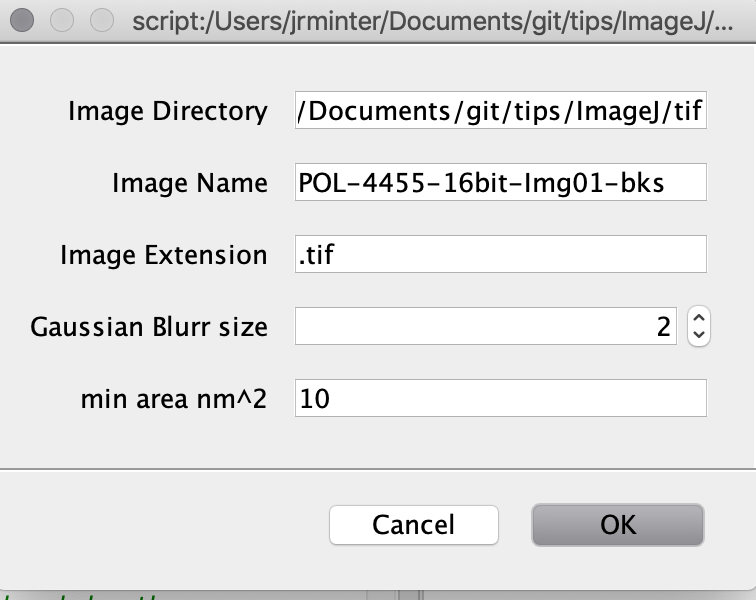 script:/Users/jrminter/Documents/git/tips/ImageJ/...
Image Directory /Documents/git/tips/ImageJ/tif
Image Name POL-4455-16bit-Img01-bks
Image Extension .tif
Gaussian Blurr size 2
min area nm^2 10
Cancel OK